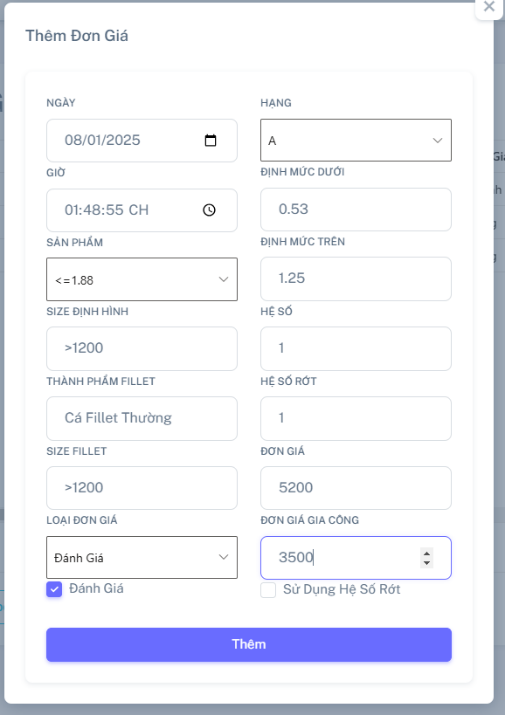 Thêm Đơn Giá
NGÀY
08/01/2025
GIỜ
01:48:55 CH
SẢN PHẨM
<=1.88
SIZE ĐỊNH HÌNH
>1200
THÀNH PHẨM FILLET
Cá Fillet Thường
SIZE FILLET
>1200
LOẠI ĐƠN GIÁ
Đánh Giá
Đánh Giá
HẠNG
A
ĐỊNH MỨC DƯỚI
0.53
ĐỊNH MỨC TRÊN
1.25
HỆ SỐ
1
HỆ SỐ RỚT
1
ĐƠN GIÁ
5200
ĐƠN GIÁ GIA CÔNG
3500
Sử Dụng Hệ Số Rớt
Thêm